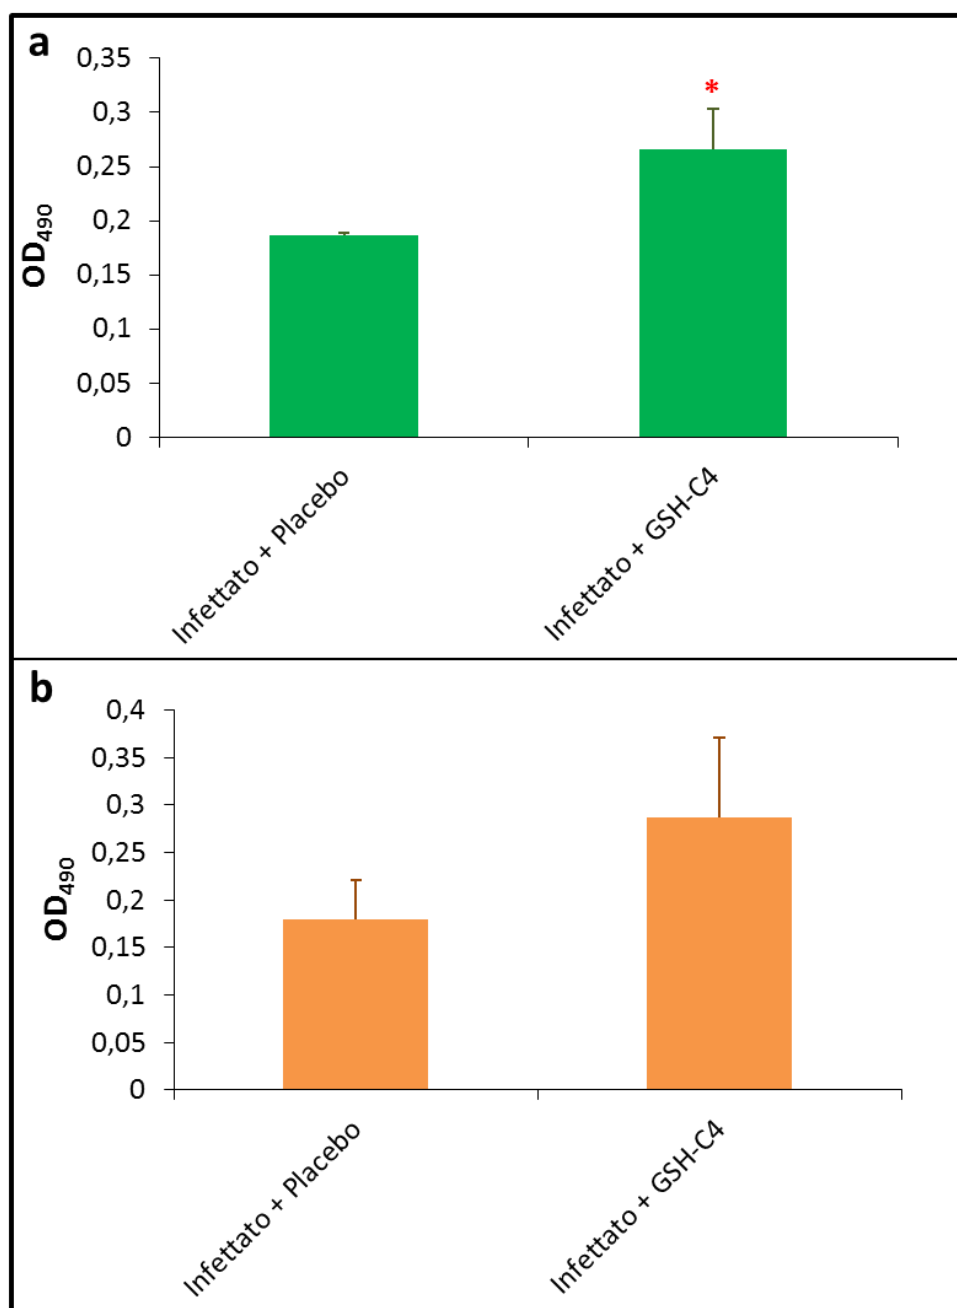 a
0,35
0,3
0,25
0,2
0,15
0,1
0,05
0
OD490
*
Infettato + Placebo
Infettato + GSH-C4
b
0,4
0,35
0,3
0,25
0,2
0,15
0,1
0,05
0
OD490
Infettato + Placebo
Infettato + GSH-C4